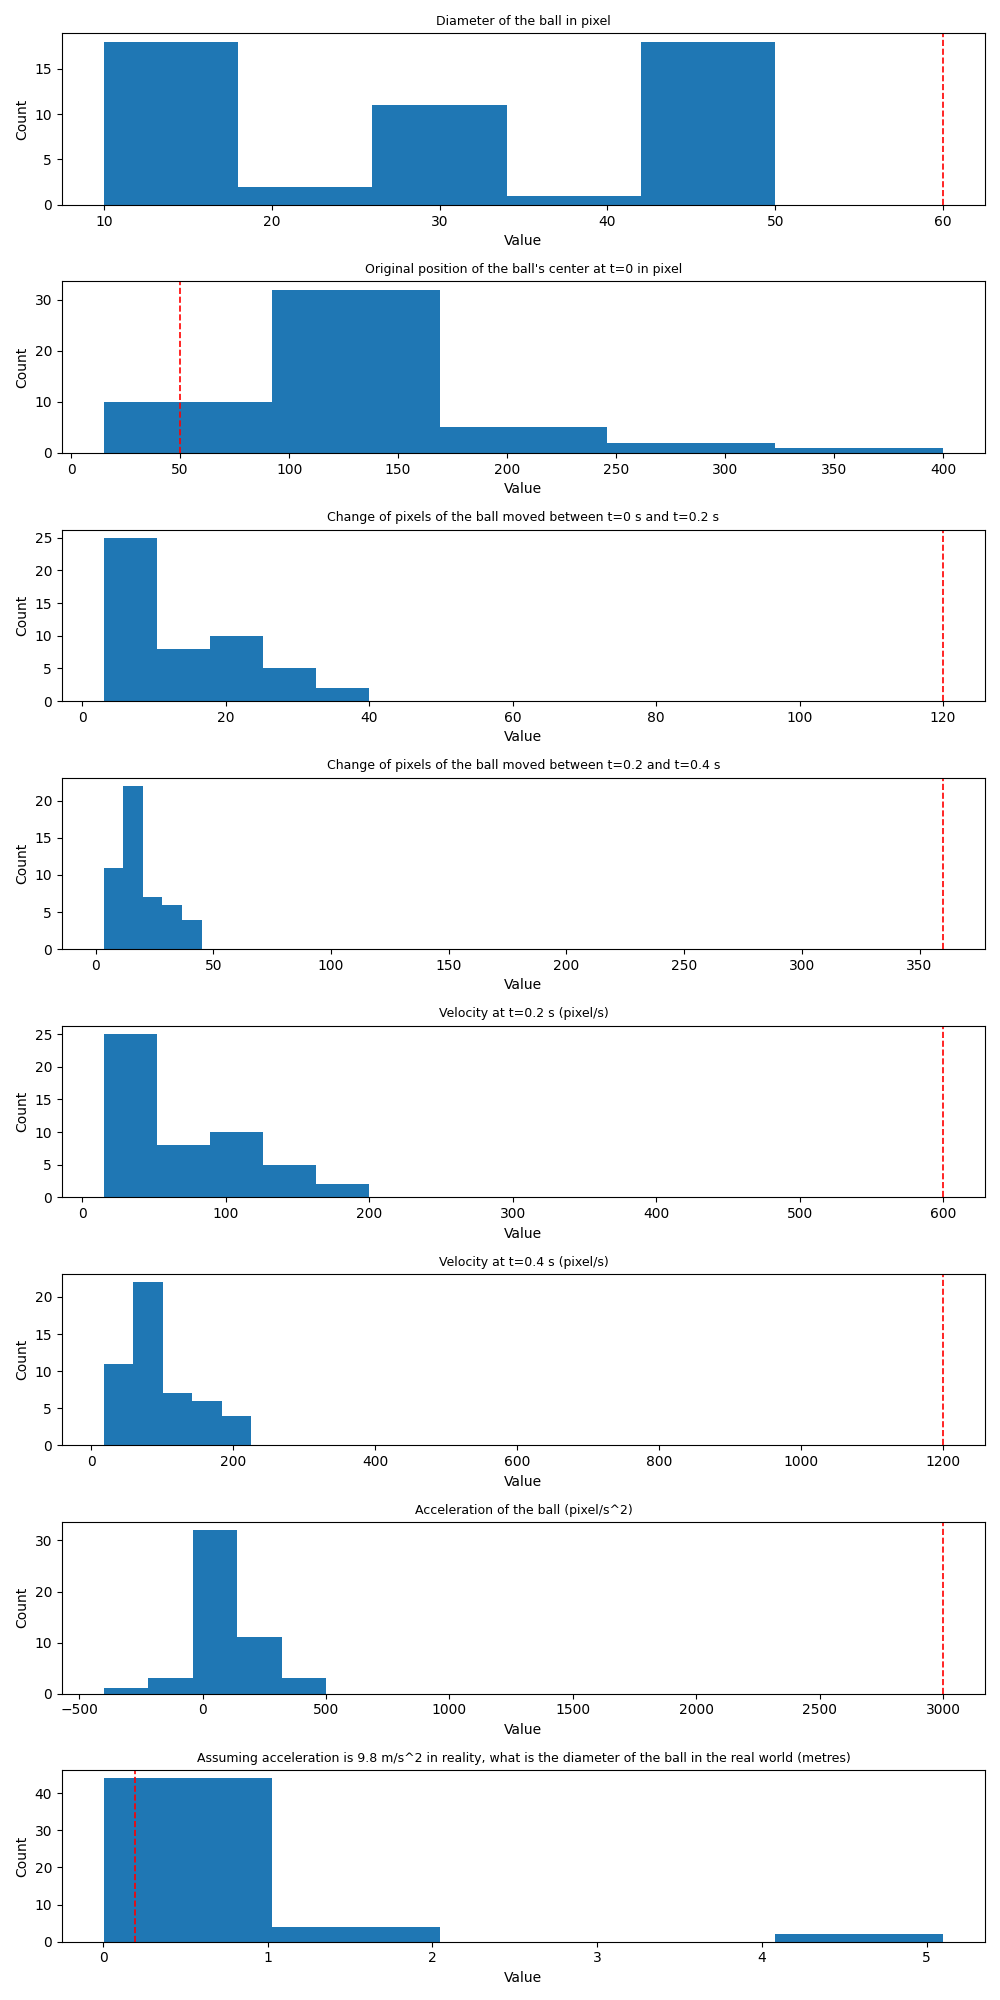 Diameter of the ball in pixel
Count
0 5 10 15
10 20 30 40 50 60
Value
Original position of the ball's center at t=0 in pixel
Count
0 10 20 30
0 50 100 150 200 250 300 350 400
Value
Change of pixels of the ball moved between t=0 s and t=0.2 s
Count
0 5 10 15 20 25
0 20 40 60 80 100 120
Value
Change of pixels of the ball moved between t=0.2 and t=0.4 s
Count
0 5 10 15 20
0 50 100 150 200 250 300 350
Value
Velocity at t=0.2 s (pixel/s)
Count
0 5 10 15 20 25
0 100 200 300 400 500 600
Value
Velocity at t=0.4 s (pixel/s)
Count
0 5 10 15 20
0 200 400 600 800 1000 1200
Value
Acceleration of the ball (pixel/s^2)
Count
0 10 20 30
−500 0 500 1000 1500 2000 2500 3000
Value
Assuming acceleration is 9.8 m/s^2 in reality, what is the diameter of the ball in the real world (metres)
Count
0 10 20 30 40
0 1 2 3 4 5
Value